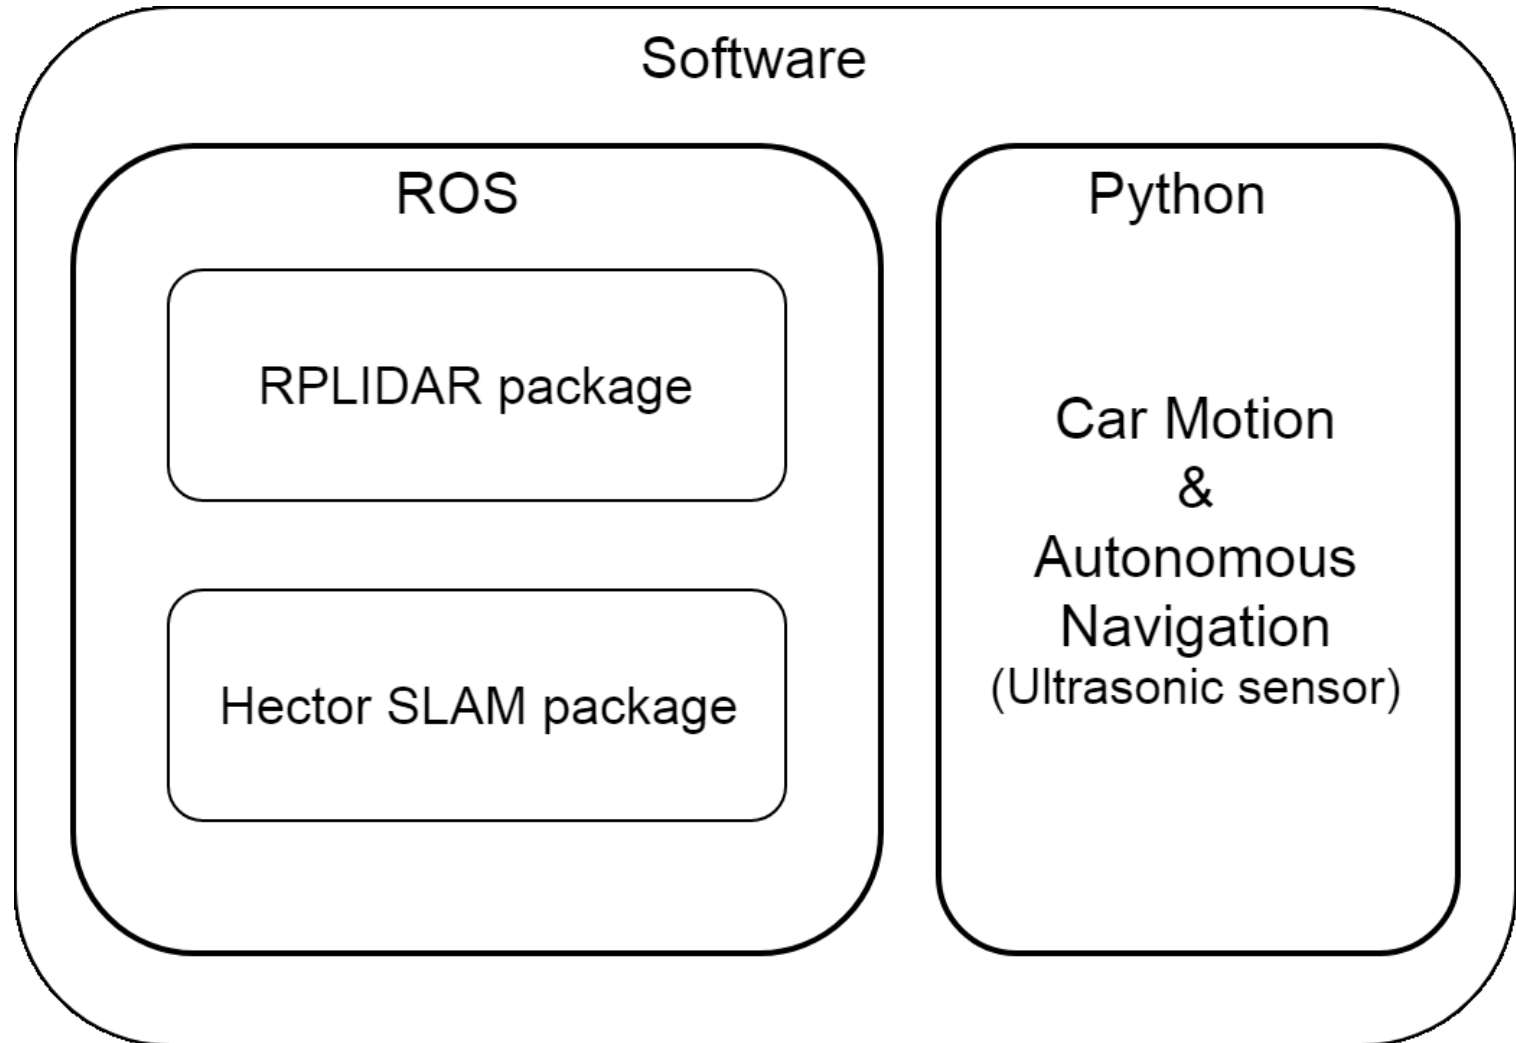 Software
ROS
RPLIDAR package
Hector SLAM package
Python
Car Motion
&
Autonomous
Navigation
(Ultrasonic sensor)